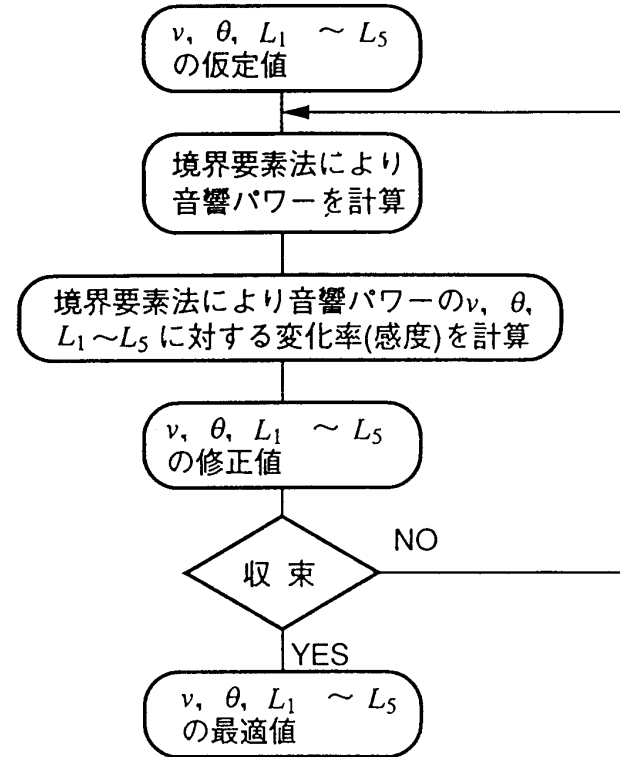 ν, θ, L₁ ～ L₅
の仮定値
境界要素法により
音響パワーを計算
境界要素法により音響パワーのν, θ,
L₁～L₅に対する変化率(感度)を計算
ν, θ, L₁ ～ L₅
の修正値
収 束
NO
YES
ν, θ, L₁ ～ L₅
の最適値